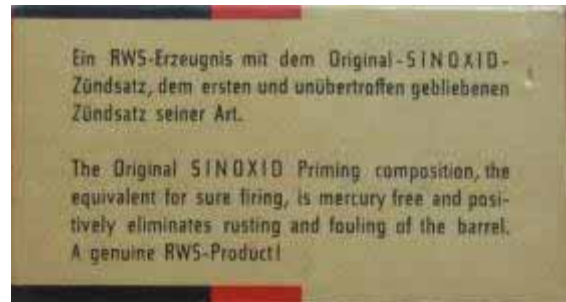 Ein RWS-Erzeugnis mit dem Original-SINOXID-
Zündsatz, dem ersten und unübertroffen gebliebenen
Zündsatz seiner Art.
The Original SINOXID Priming composition, the
equivalent for sure firing, is mercury free and posi-
tively eliminates rusting and fouling of the barrel.
A genuine RWS-Product!